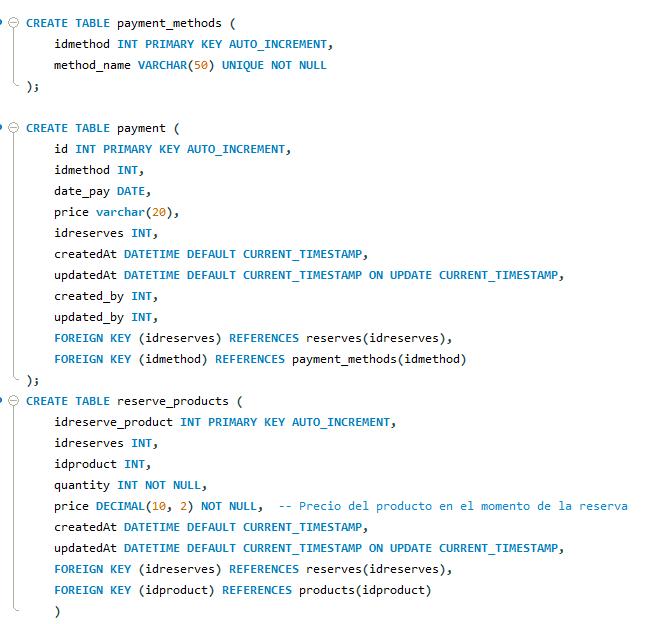 CREATE TABLE payment_methods (
idmethod INT PRIMARY KEY AUTO_INCREMENT,
method_name VARCHAR(50) UNIQUE NOT NULL
);
CREATE TABLE payment (
id INT PRIMARY KEY AUTO_INCREMENT,
idmethod INT,
date_pay DATE,
price varchar(20),
idreserves INT,
createdAt DATETIME DEFAULT CURRENT_TIMESTAMP,
updatedAt DATETIME DEFAULT CURRENT_TIMESTAMP ON UPDATE CURRENT_TIMESTAMP,
created_by INT,
updated_by INT,
FOREIGN KEY (idreserves) REFERENCES reserves(idreserves),
FOREIGN KEY (idmethod) REFERENCES payment_methods(idmethod)
);
CREATE TABLE reserve_products (
idreserve_product INT PRIMARY KEY AUTO_INCREMENT,
idreserves INT,
idproduct INT,
quantity INT NOT NULL,
price DECIMAL(10, 2) NOT NULL,  -- Precio del producto en el momento de la reserva
createdAt DATETIME DEFAULT CURRENT_TIMESTAMP,
updatedAt DATETIME DEFAULT CURRENT_TIMESTAMP ON UPDATE CURRENT_TIMESTAMP,
FOREIGN KEY (idreserves) REFERENCES reserves(idreserves),
FOREIGN KEY (idproduct) REFERENCES products(idproduct)
)